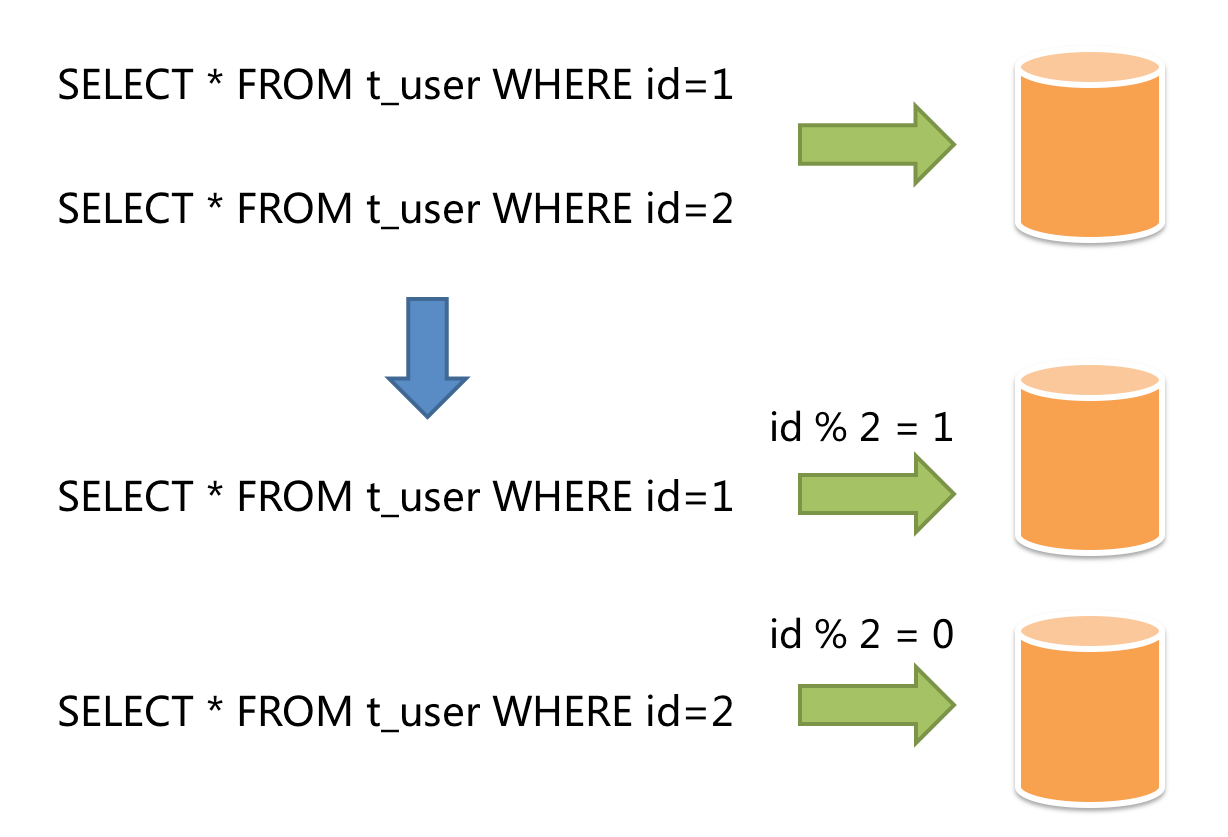 SELECT * FROM t_user WHERE id=1
SELECT * FROM t_user WHERE id=2
id % 2 = 1
SELECT * FROM t_user WHERE id=1
id % 2 = 0
SELECT * FROM t_user WHERE id=2